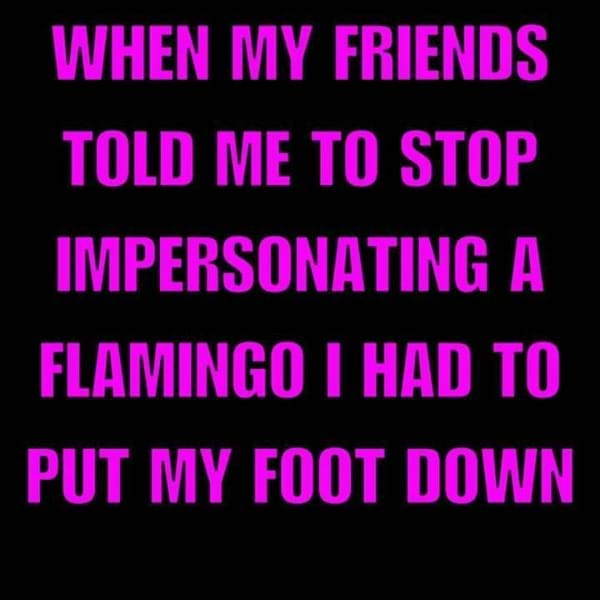 WHEN MY FRIENDS
TOLD ME TO STOP
IMPERSONATING A
FLAMINGO I HAD TO
PUT MY FOOT DOWN